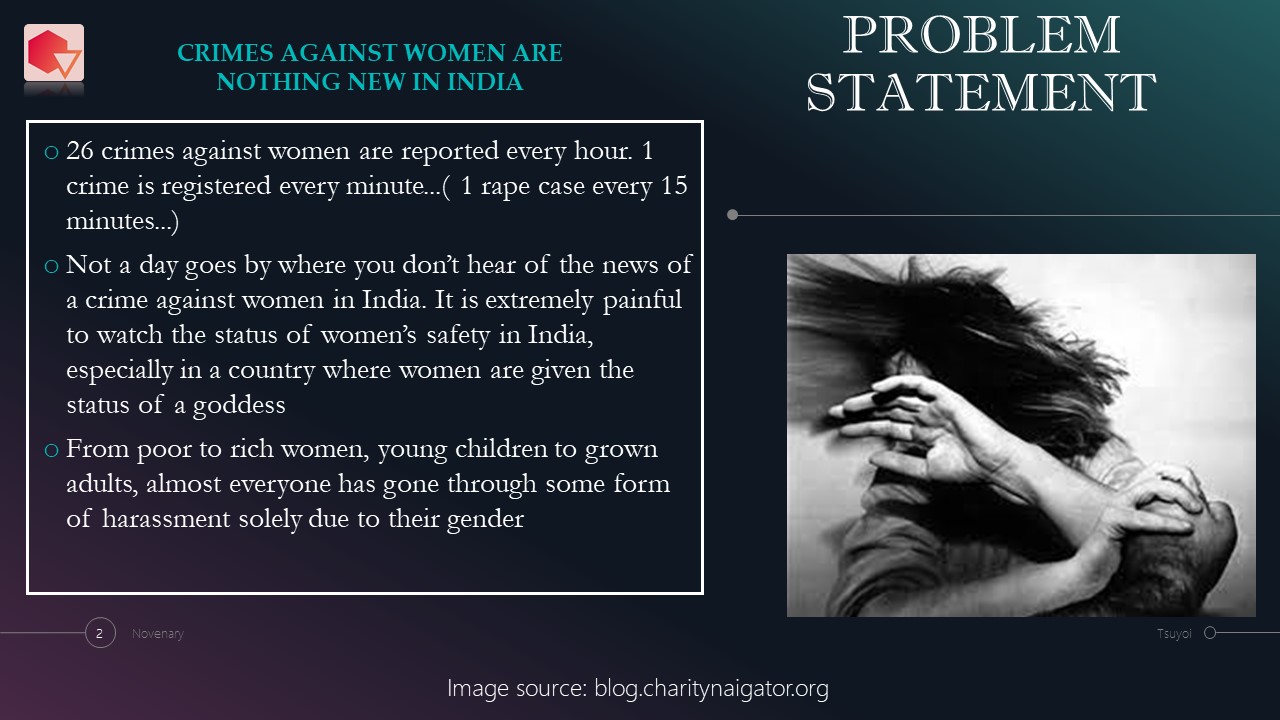 CRIMES AGAINST WOMEN ARE
NOTHING NEW IN INDIA
PROBLEM
STATEMENT
26 crimes against women are reported every hour. 1
crime is registered every minute...( 1 rape case every 15
minutes...)
Not a day goes by where you don’t hear of the news of
a crime against women in India. It is extremely painful
to watch the status of women’s safety in India,
especially in a country where women are given the
status of a goddess
From poor to rich women, young children to grown
adults, almost everyone has gone through some form
of harassment solely due to their gender
2
Novenary
Tsuyoi
Image source: blog.charitynaigator.org